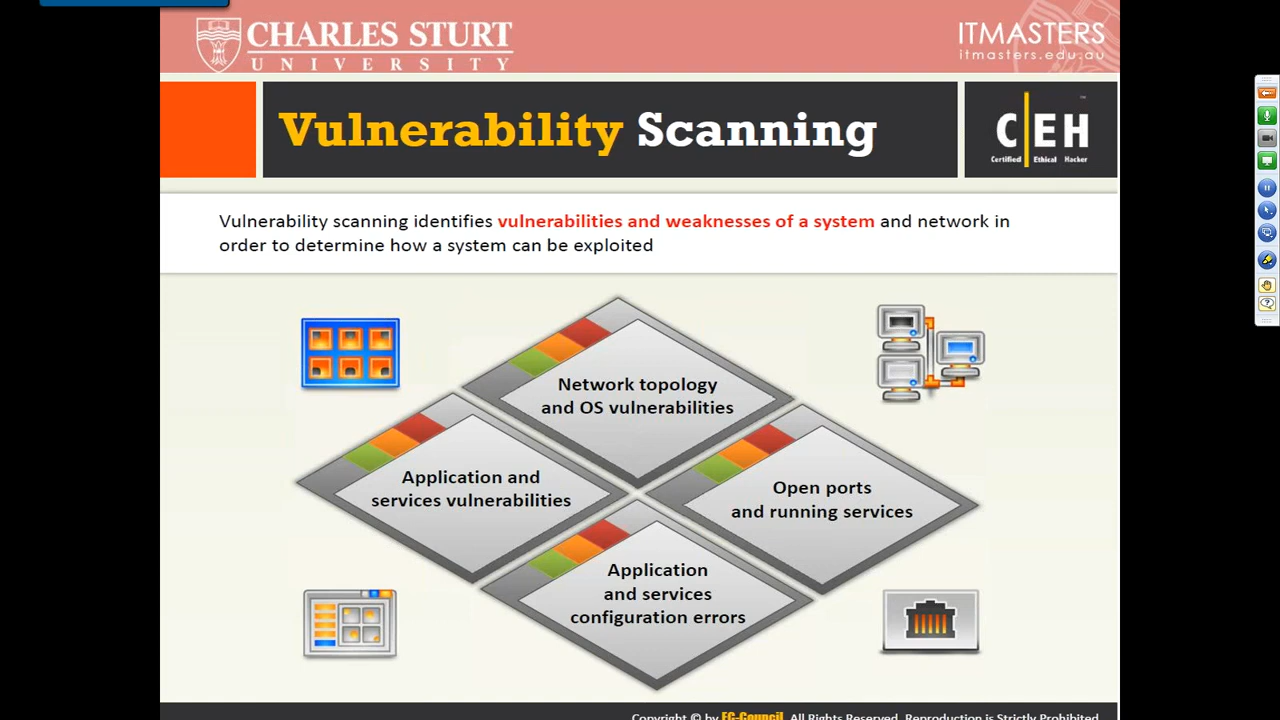 CHARLES STURT
UNIVERSITY
ITMASTERS
itmasters.edu.au
Vulnerability Scanning
CEH
Certified Ethical Hacker
Vulnerability scanning identifies vulnerabilities and weaknesses of a system and network in
order to determine how a system can be exploited
Network topology
and OS vulnerabilities
Application and
services vulnerabilities
Open ports
and running services
Application
and services
configuration errors
Copyright © by EC-Council. All Rights Reserved. Reproduction is Strictly Prohibited.